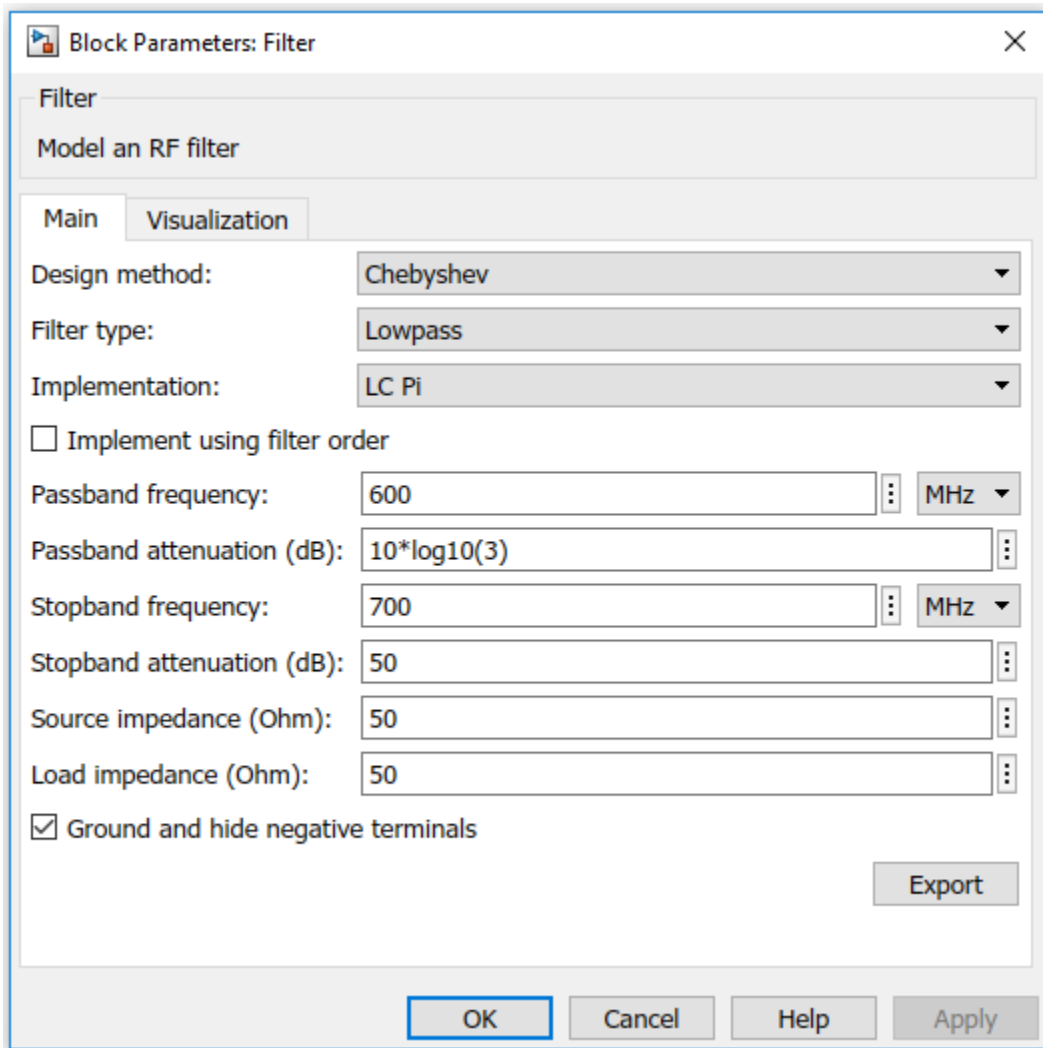 Block Parameters: Filter
Filter
Model an RF filter
Main Visualization
Design method: Chebyshev
Filter type: Lowpass
Implementation: LC Pi
Implement using filter order
Passband frequency: 600 MHz
Passband attenuation (dB): 10*log10(3)
Stopband frequency: 700 MHz
Stopband attenuation (dB): 50
Source impedance (Ohm): 50
Load impedance (Ohm): 50
Ground and hide negative terminals
Export
OK Cancel Help Apply